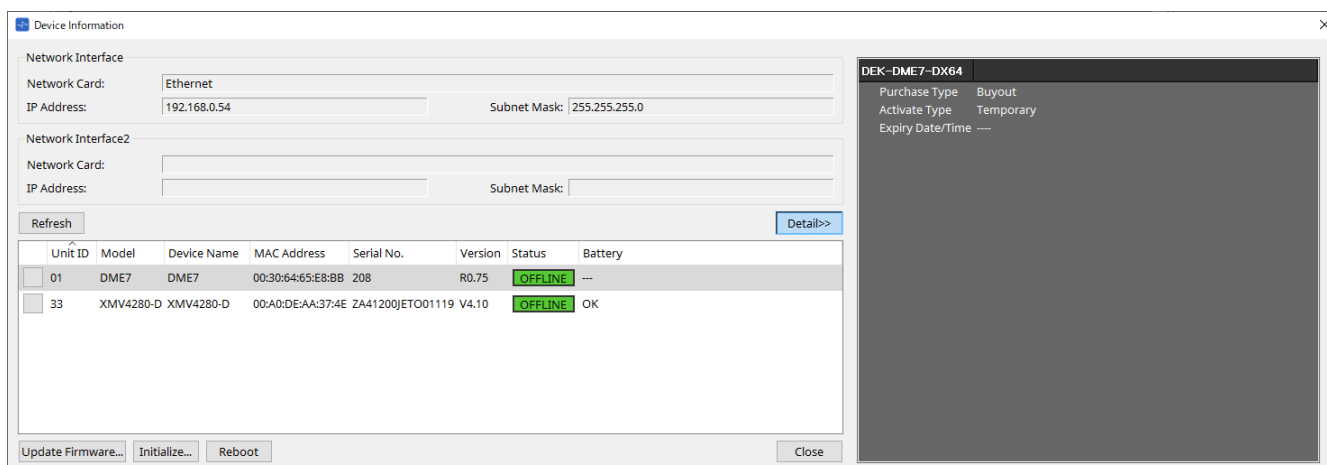 Device Information
Network Interface
Network Card: Ethernet
IP Address: 192.168.0.54 Subnet Mask: 255.255.255.0
Network Interface2
Network Card:
IP Address: Subnet Mask:
Refresh Detail>>
Unit ID Model Device Name MAC Address Serial No. Version Status Battery
01 DME7 DME7 00:30:64:65:E8:BB 208 R0.75 OFFLINE ---
33 XMV4280-D XMV4280-D 00:A0:DE:AA:37:4E ZA41200JETO01119 V4.10 OFFLINE OK
Update Firmware... Initialize... Reboot Close
DEK-DME7-DX64
Purchase Type Buyout
Activate Type Temporary
Expiry Date/Time ----